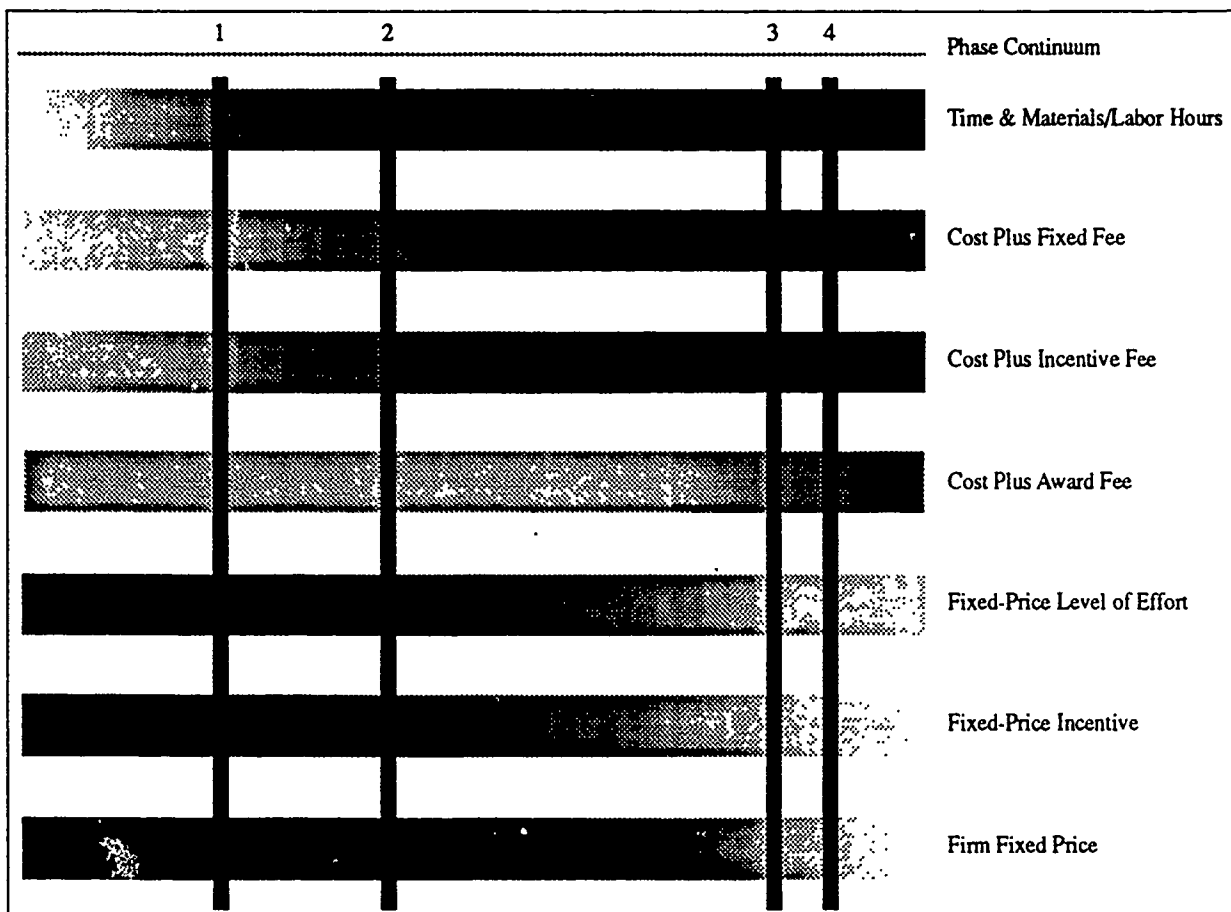 1 2 3 4
Phase Continuum
Time & Materials/Labor Hours
Cost Plus Fixed Fee
Cost Plus Incentive Fee
Cost Plus Award Fee
Fixed-Price Level of Effort
Fixed-Price Incentive
Firm Fixed Price